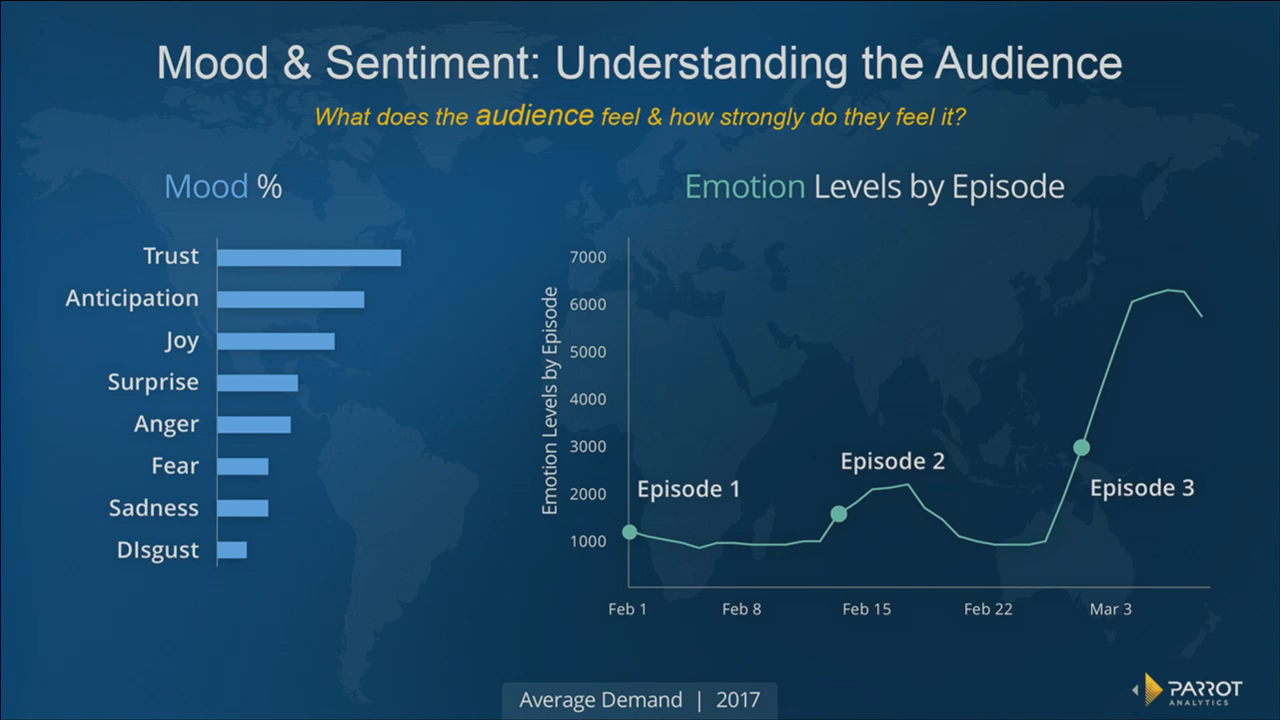 Mood & Sentiment: Understanding the Audience
What does the audience feel & how strongly do they feel it?
Mood %
Trust
Anticipation
Joy
Surprise
Anger
Fear
Sadness
DIsgust
Emotion Levels by Episode
Emotion Levels by Episode
7000
6000
5000
4000
3000
2000
1000
Episode 1
Episode 2
Episode 3
Feb 1
Feb 8
Feb 15
Feb 22
Mar 3
Average Demand | 2017
PARROT
ANALYTICS